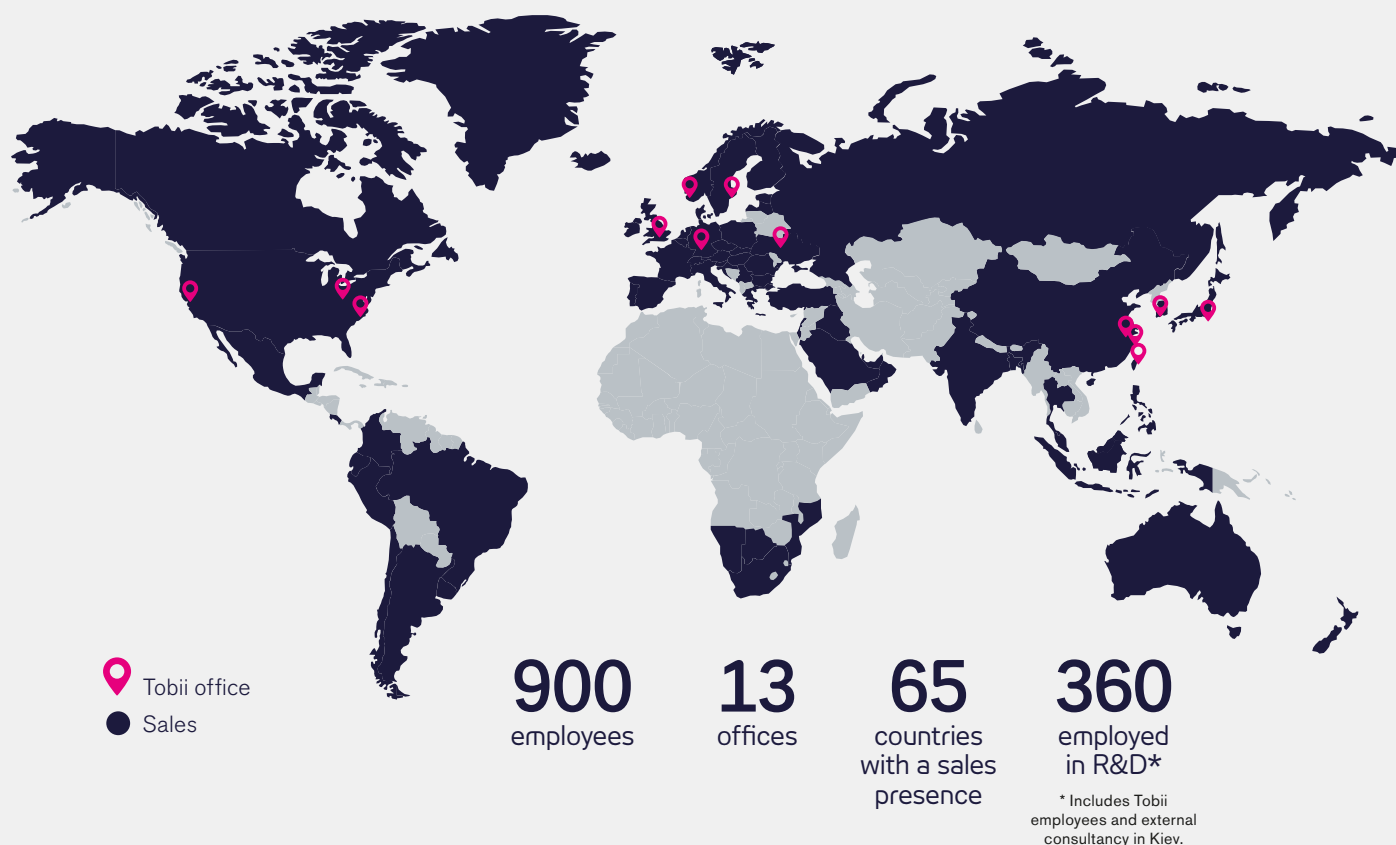 Tobii office
Sales
900
employees
13
offices
65
countries
with a sales
presence
360
employed
in R&D*
* Includes Tobii
employees and external
consultancy in Kiev.